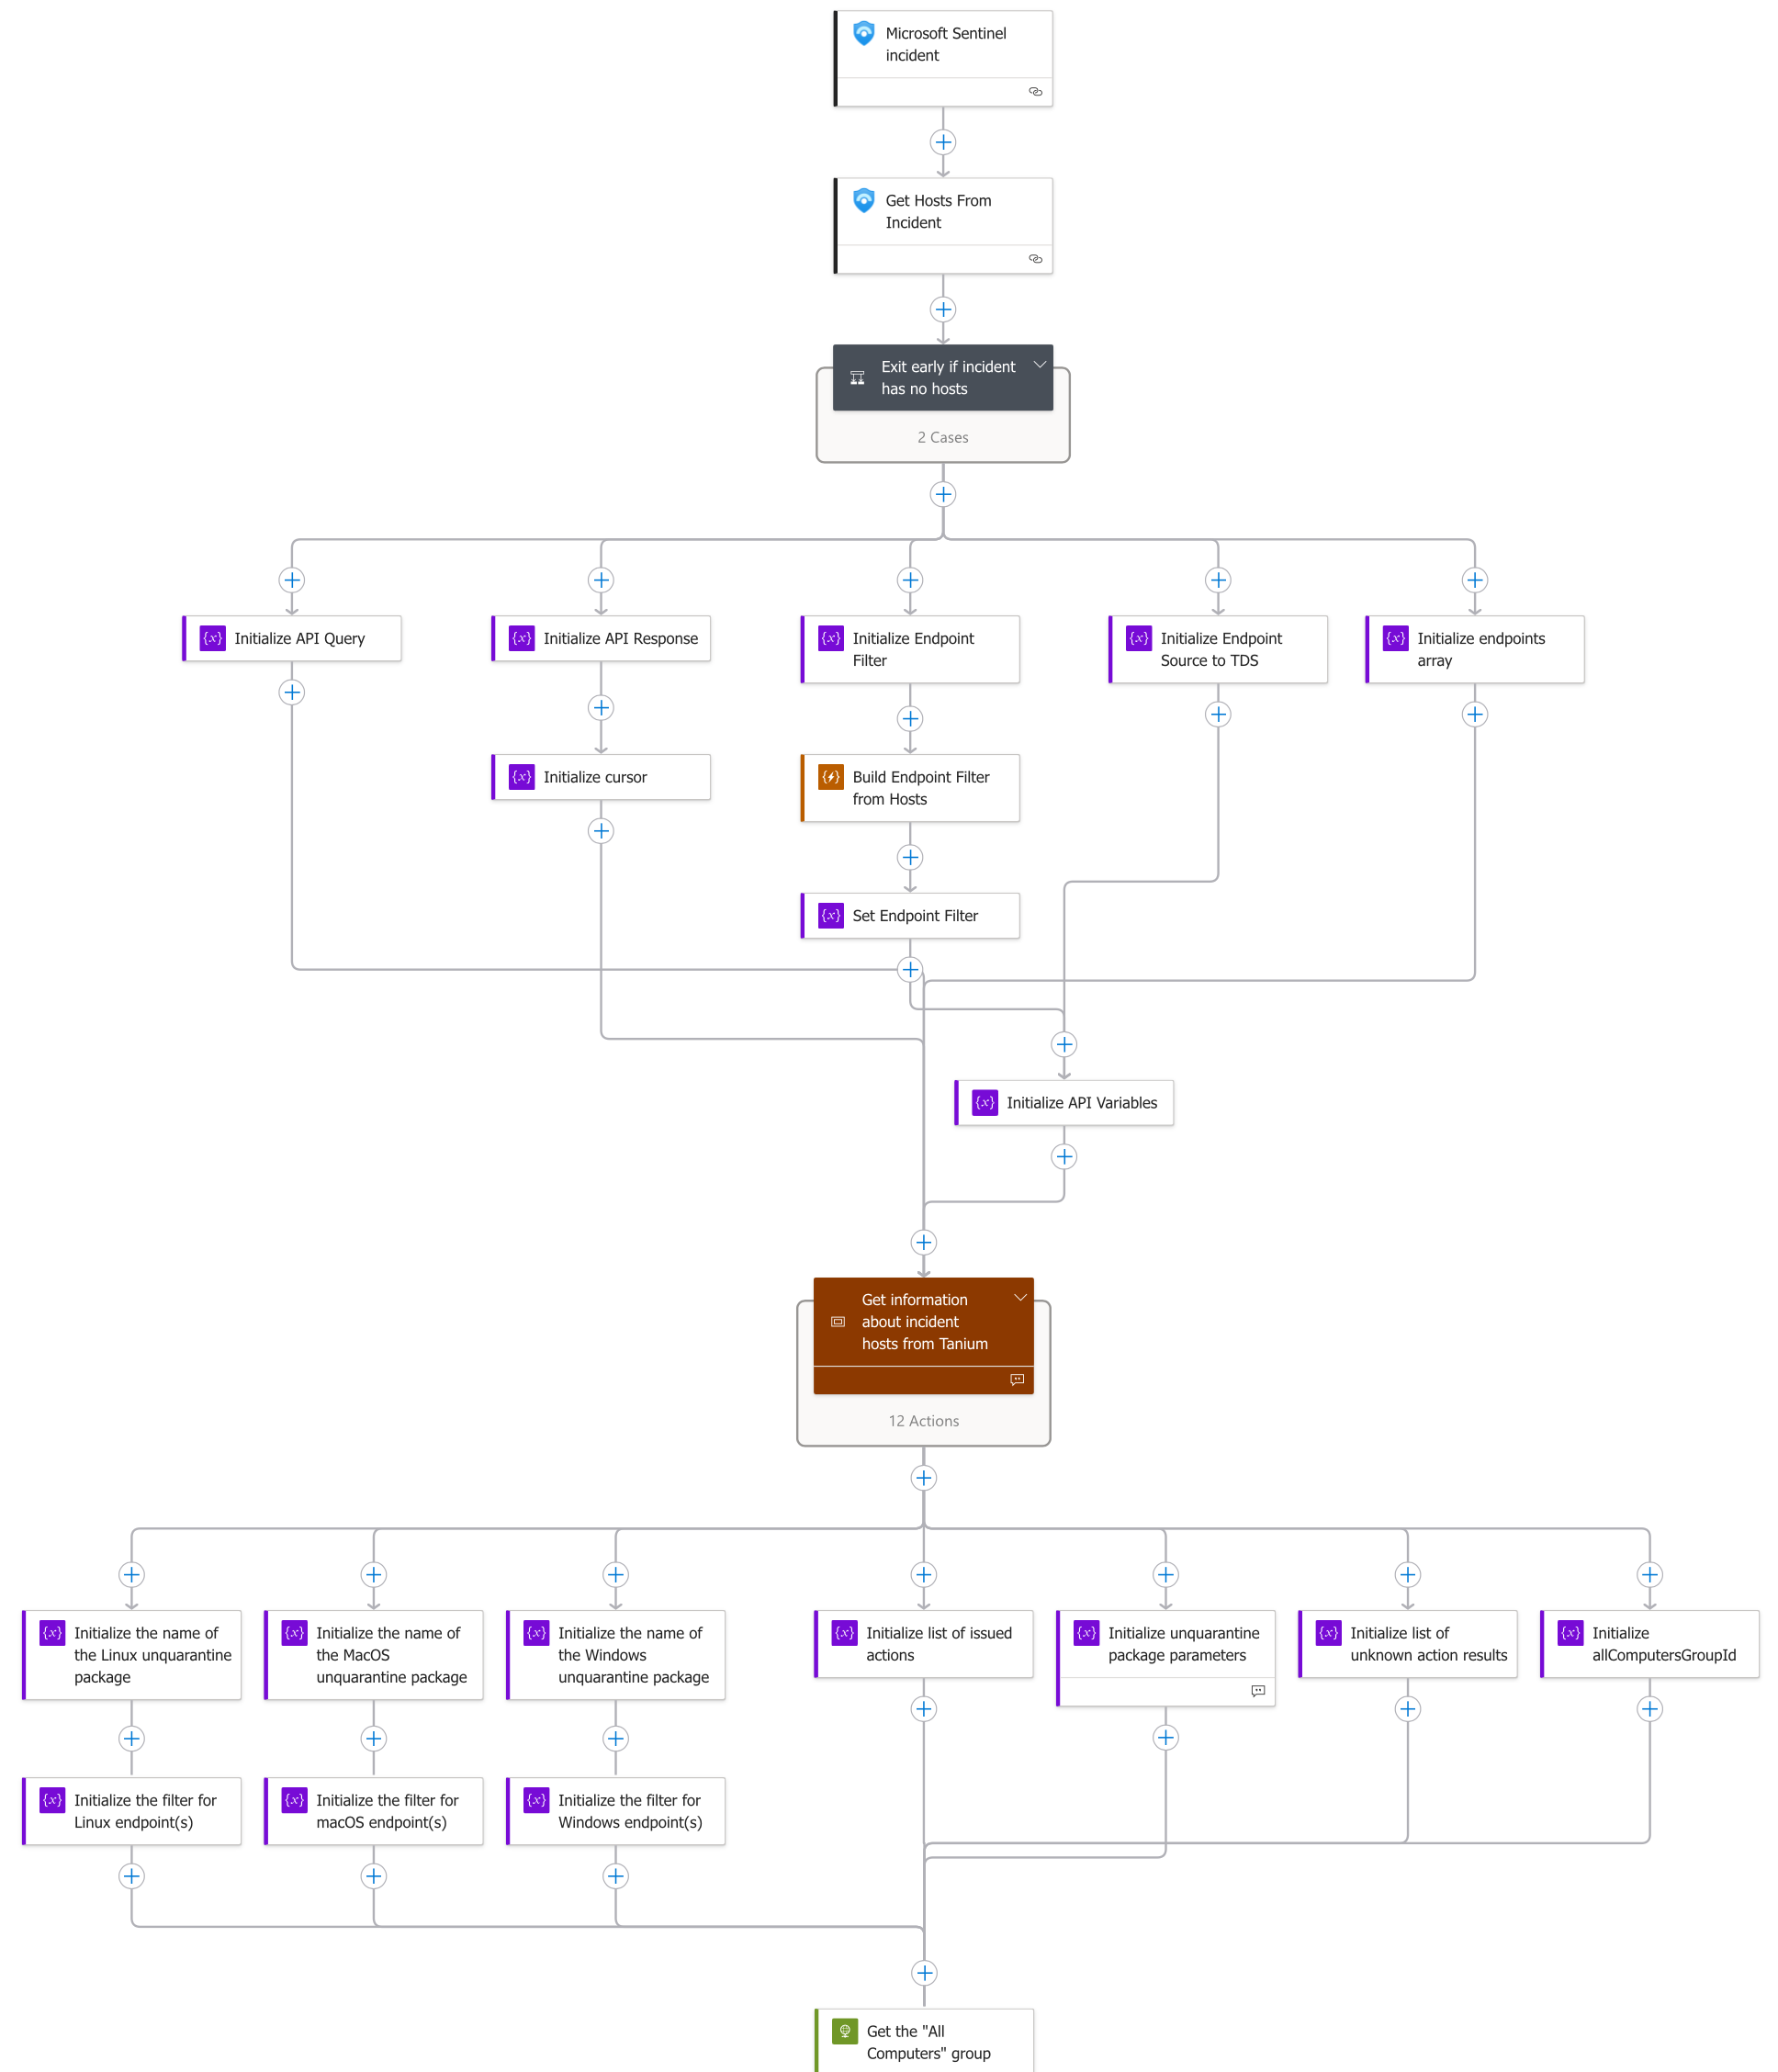 Microsoft Sentinel
incident
Get Hosts From
Incident
Exit early if incident
has no hosts
2 Cases
{x} Initialize API Query
{x} Initialize API Response
{x} Initialize Endpoint
Filter
{x} Initialize Endpoint
Source to TDS
{x} Initialize endpoints
array
{x} Initialize cursor
Build Endpoint Filter
from Hosts
{x} Set Endpoint Filter
{x} Initialize API Variables
Get information
about incident
hosts from Tanium
12 Actions
{x} Initialize the name of
the Linux unquarantine
package
{x} Initialize the name of
the MacOS
unquarantine package
{x} Initialize the name of
the Windows
unquarantine package
{x} Initialize list of issued
actions
{x} Initialize unquarantine
package parameters
{x} Initialize list of
unknown action results
{x} Initialize
allComputersGroupId
{x} Initialize the filter for
Linux endpoint(s)
{x} Initialize the filter for
macOS endpoint(s)
{x} Initialize the filter for
Windows endpoint(s)
Get the "All
Computers" group